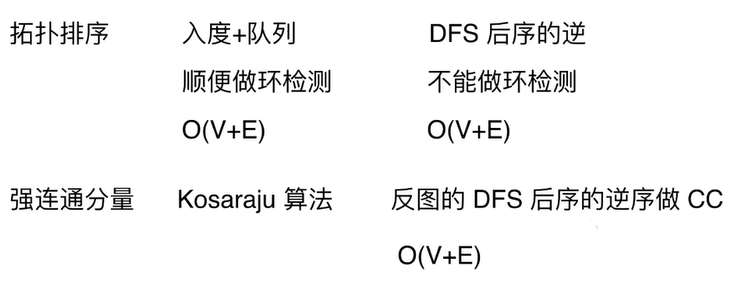 拓扑排序 入度+队列 DFS 后序的逆
顺便做环检测 不能做环检测
O(V+E) O(V+E)
强连通分量 Kosaraju 算法 反图的 DFS 后序的逆序做 CC
O(V+E)